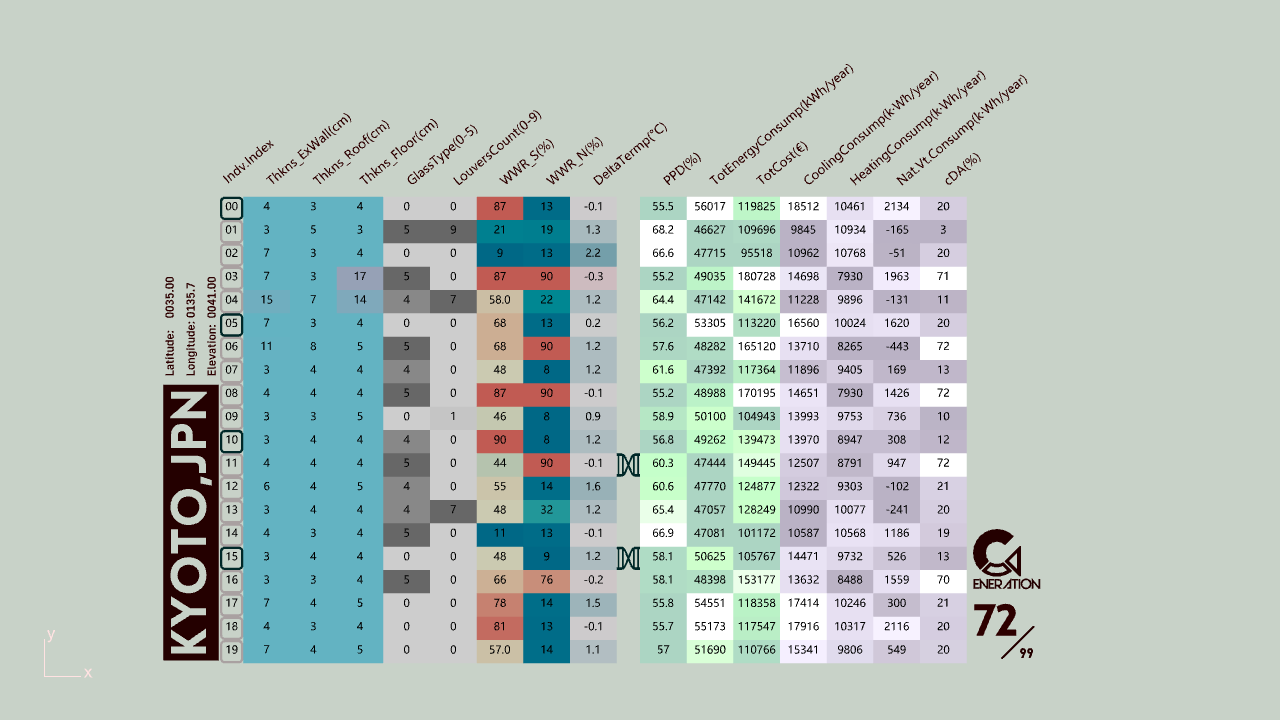 Indv.Index Thkns_ExWall(cm) Thkns_Roof(cm) Thkns_Floor(cm) GlassType(0-5) LouversCount(0-9) WWR_S(%) WWR_N(%) DeltaTermp(°C) PPD(%) TotEnergyConsump(kWh/year) TotCost(€) CoolingConsump(k·Wh/year) HeatingConsump(k·Wh/year) Nat.Vt.Consump(k·Wh/year) cDA(%)
00 4 3 4 0 0 87 13 -0.1 55.5 56017 119825 18512 10461 2134 20
01 3 5 3 5 9 21 19 1.3 68.2 46627 109696 9845 10934 -165 3
02 7 3 4 0 0 9 13 2.2 66.6 47715 95518 10962 10768 -51 20
03 7 3 17 5 0 87 90 -0.3 55.2 49035 180728 14698 7930 1963 71
04 15 7 14 4 7 58.0 22 1.2 64.4 47142 141672 11228 9896 -131 11
05 7 3 4 0 0 68 13 0.2 56.2 53305 113220 16560 10024 1620 20
06 11 8 5 5 0 68 90 1.2 57.6 48282 165120 13710 8265 -443 72
07 3 4 4 4 0 48 8 1.2 61.6 47392 117364 11896 9405 169 13
08 4 4 4 5 0 87 90 -0.1 55.2 48988 170195 14651 7930 1426 72
09 3 3 5 0 1 46 8 0.9 58.9 50100 104943 13993 9753 736 10
10 3 4 4 4 0 90 8 1.2 56.8 49262 139473 13970 8947 308 12
11 4 4 4 5 0 44 90 -0.1 60.3 47444 149445 12507 8791 947 72
12 6 4 5 4 0 55 14 1.6 60.6 47770 124877 12322 9303 -102 21
13 3 4 4 4 7 48 32 1.2 65.4 47057 128249 10990 10077 -241 20
14 4 3 4 5 0 11 13 -0.1 66.9 47081 101172 10587 10568 1186 19
15 3 4 4 0 0 48 9 1.2 58.1 50625 105767 14471 9732 526 13
16 3 3 4 5 0 66 76 -0.2 58.1 48398 153177 13632 8488 1559 70
17 7 4 5 0 0 78 14 1.5 55.8 54551 118358 17414 10246 300 21
18 4 3 4 0 0 81 13 -0.1 55.7 55173 117547 17916 10317 2116 20
19 7 4 5 0 0 57.0 14 1.1 57 51690 110766 15341 9806 549 20
Latitude: 0035.00
Longitude: 0135.7
Elevation: 0041.00
KYOTO,JPN
ENERATION
72/99
y
x